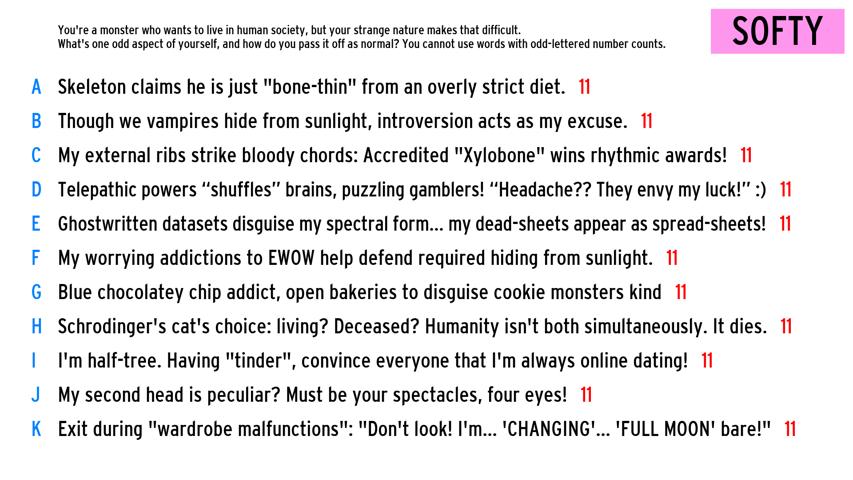 You're a monster who wants to live in human society, but your strange nature makes that difficult.
What's one odd aspect of yourself, and how do you pass it off as normal? You cannot use words with odd-lettered number counts.
SOFTY
A Skeleton claims he is just "bone-thin" from an overly strict diet. 11
B Though we vampires hide from sunlight, introversion acts as my excuse. 11
C My external ribs strike bloody chords: Accredited "Xylobone" wins rhythmic awards! 11
D Telepathic powers “shuffles” brains, puzzling gamblers! “Headache?? They envy my luck!” :) 11
E Ghostwritten datasets disguise my spectral form... my dead-sheets appear as spread-sheets! 11
F My worrying addictions to EWOW help defend required hiding from sunlight. 11
G Blue chocolatey chip addict, open bakeries to disguise cookie monsters kind 11
H Schrodinger's cat's choice: living? Deceased? Humanity isn't both simultaneously. It dies. 11
I I'm half-tree. Having "tinder", convince everyone that I'm always online dating! 11
J My second head is peculiar? Must be your spectacles, four eyes! 11
K Exit during "wardrobe malfunctions": "Don't look! I'm... 'CHANGING'... 'FULL MOON' bare!" 11